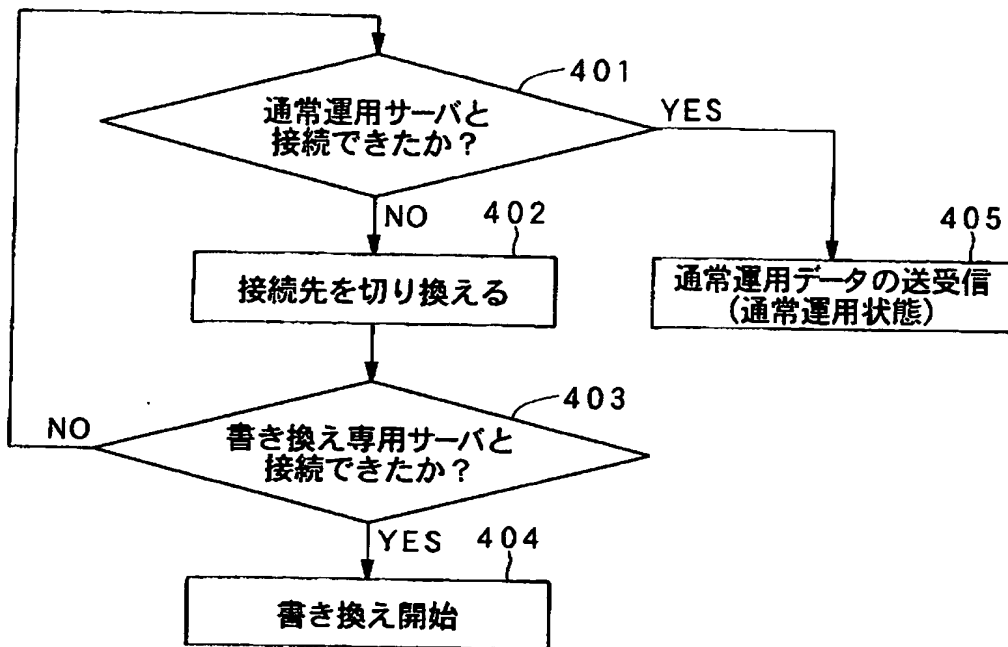 401
通常運用サーバと
接続できたか？
YES
NO
402
接続先を切り換える
405
通常運用データの送受信
(通常運用状態)
403
書き換え専用サーバと
接続できたか？
NO
YES
404
書き換え開始